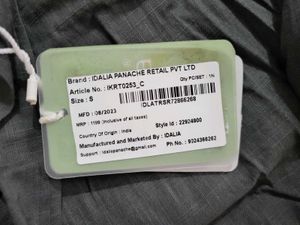 Brand : IDALIA PANACHE RETAIL PVT LTD
Article No. : IKRT0253_C
Qty PC/SET : 1N
Size : S
IDLATRSR72866268
MFD : 08/2023
MRP : 1199 (Inclusive of all taxes)
Country Of Origin : India
Style Id : 22924900
Manufactured and Marketed By : IDALIA
Support : idaliapanache@gmail.com
Ph No. : 9324368262